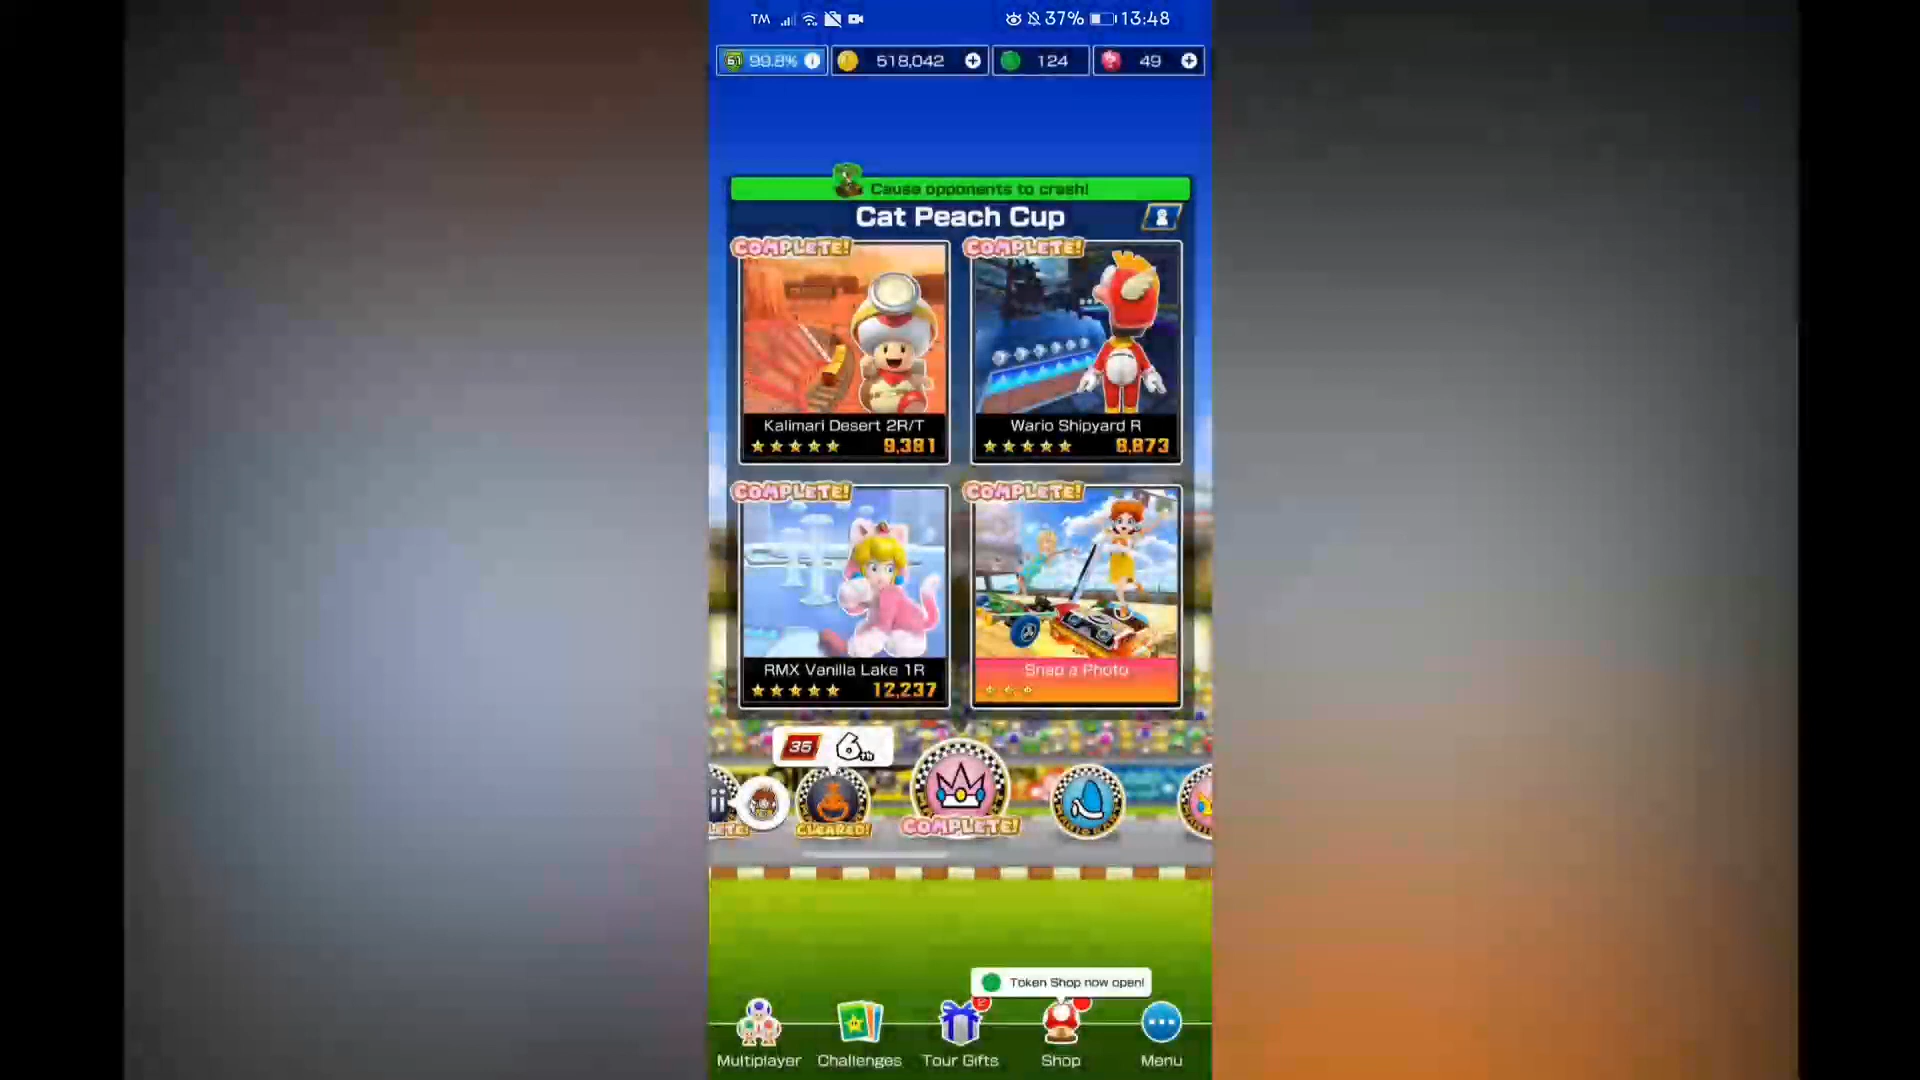 TM 37% 13:48
61 99.8% i 518,042 + 124 49 +
Cause opponents to crash!
Cat Peach Cup
COMPLETE! COMPLETE!
Kalimari Desert 2R/T Wario Shipyard R
9,381 8,873
COMPLETE! COMPLETE!
RMX Vanilla Lake 1R Snap a Photo
12,237
35 6TH
LETE! CLEARED! COMPLETE!
Token Shop now open!
Multiplayer Challenges Tour Gifts Shop Menu